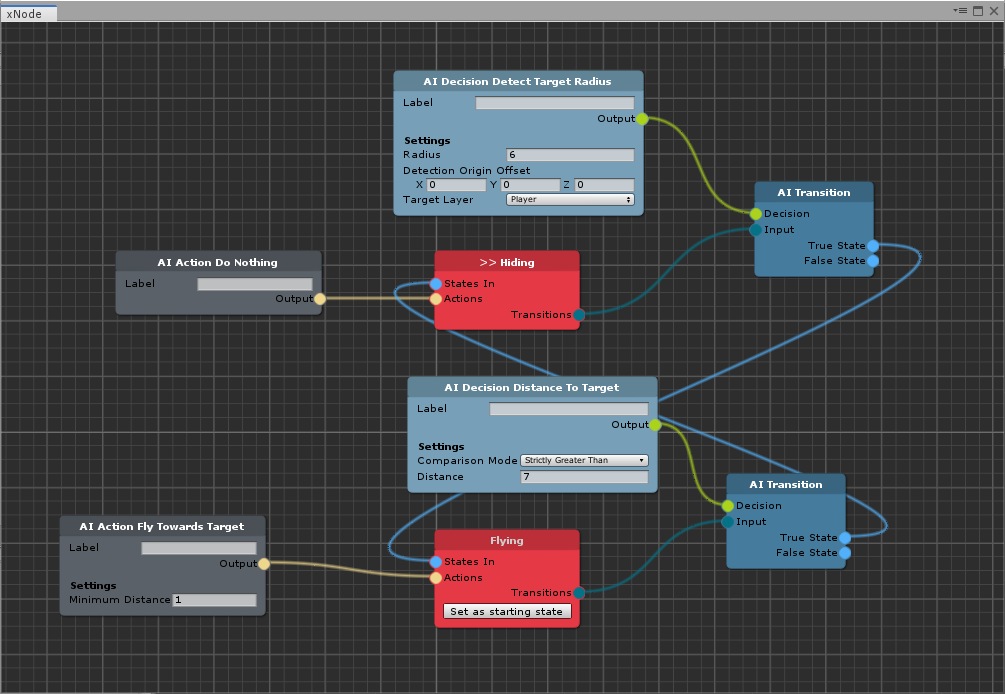 xNode
AI Decision Detect Target Radius
Label
Output
Settings
Radius 6
Detection Origin Offset
X 0 Y 0 Z 0
Target Layer Player
AI Transition
Decision
Input
True State
False State
AI Action Do Nothing
Label
Output
>> Hiding
States In
Actions
Transitions
AI Decision Distance To Target
Label
Output
Settings
Comparison Mode Strictly Greater Than
Distance 7
AI Transition
Decision
Input
True State
False State
AI Action Fly Towards Target
Label
Output
Settings
Minimum Distance 1
Flying
States In
Actions
Transitions
Set as starting state